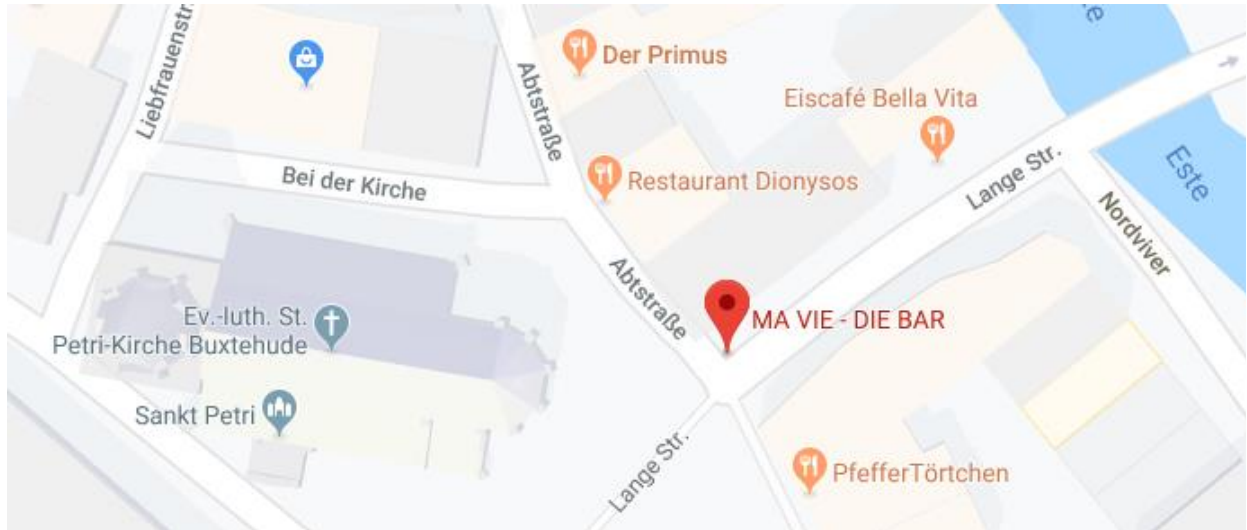 Liebfrauenstr.
Abtstraße
Der Primus
Eiscafé Bella Vita
Este
Bei der Kirche
Restaurant Dionysos
Lange Str.
Nordviver
Abtstraße
Ev.-luth. St.
Petri-Kirche Buxtehude
MA VIE - DIE BAR
Sankt Petri
Lange Str.
PfefferTörtchen